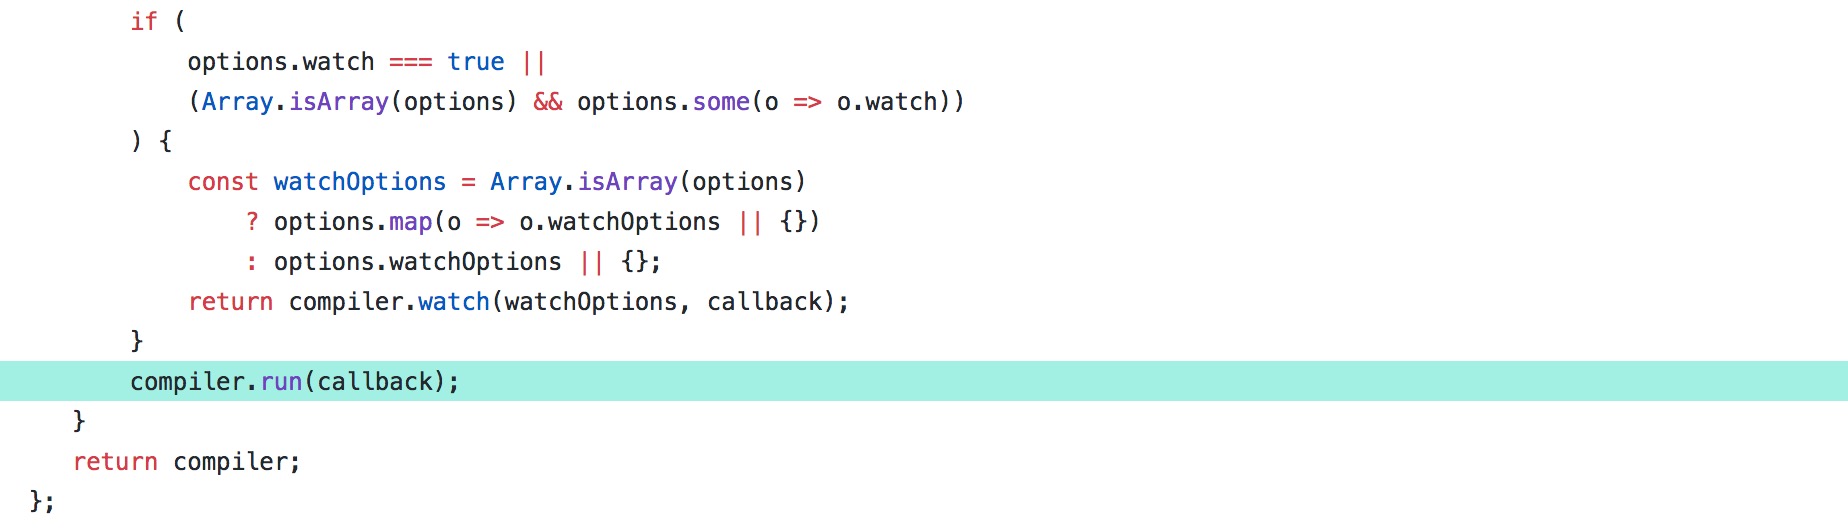 if (
options.watch === true ||
(Array.isArray(options) && options.some(o => o.watch))
) {
const watchOptions = Array.isArray(options)
? options.map(o => o.watchOptions || {})
: options.watchOptions || {};
return compiler.watch(watchOptions, callback);
}
compiler.run(callback);
}
return compiler;
};